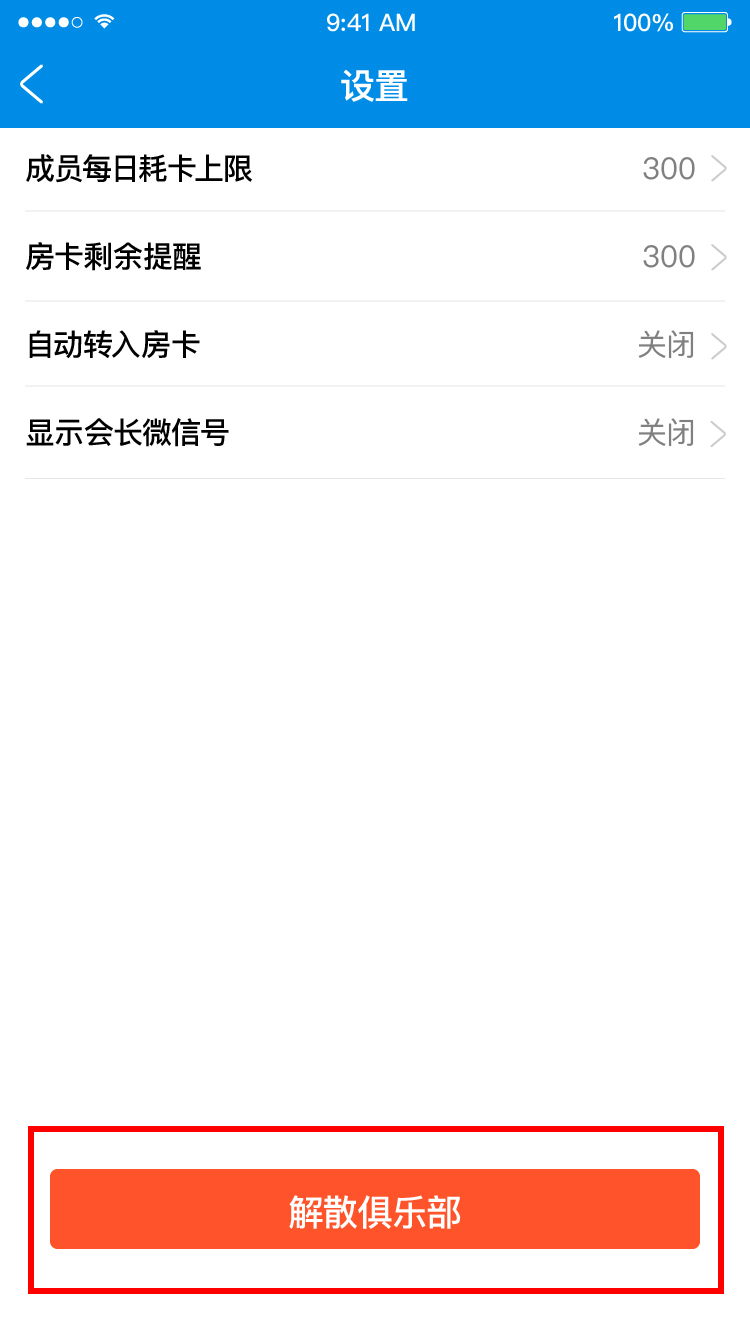 9:41 AM 100%
设置
成员每日耗卡上限 300
房卡剩余提醒 300
自动转入房卡 关闭
显示会长微信号 关闭
解散俱乐部